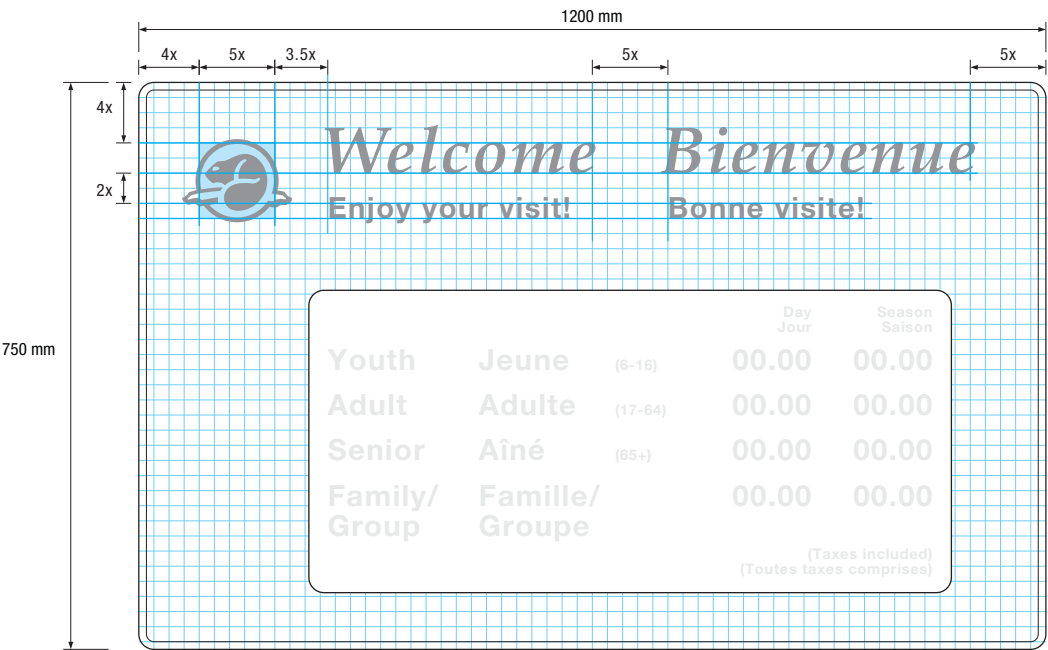 1200 mm
4x 5x 3.5x 5x 5x
4x
Welcome Bienvenue
2x
Enjoy your visit! Bonne visite!
Day Season
Jour Saison
750 mm
Youth Jeune (6-16) 00.00 00.00
Adult Adulte (17-64) 00.00 00.00
Senior Aîné (65+) 00.00 00.00
Family/ Famille/ 00.00 00.00
Group Groupe
(Taxes included)
(Toutes taxes comprises)